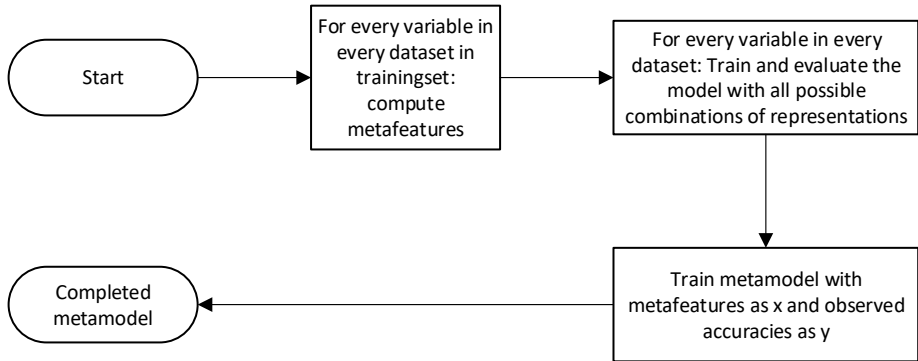 Start
For every variable in
every dataset in
trainingset:
compute
metafeatures
For every variable in every
dataset: Train and evaluate the
model with all possible
combinations of representations
Train metamodel with
metafeatures as x and observed
accuracies as y
Completed
metamodel